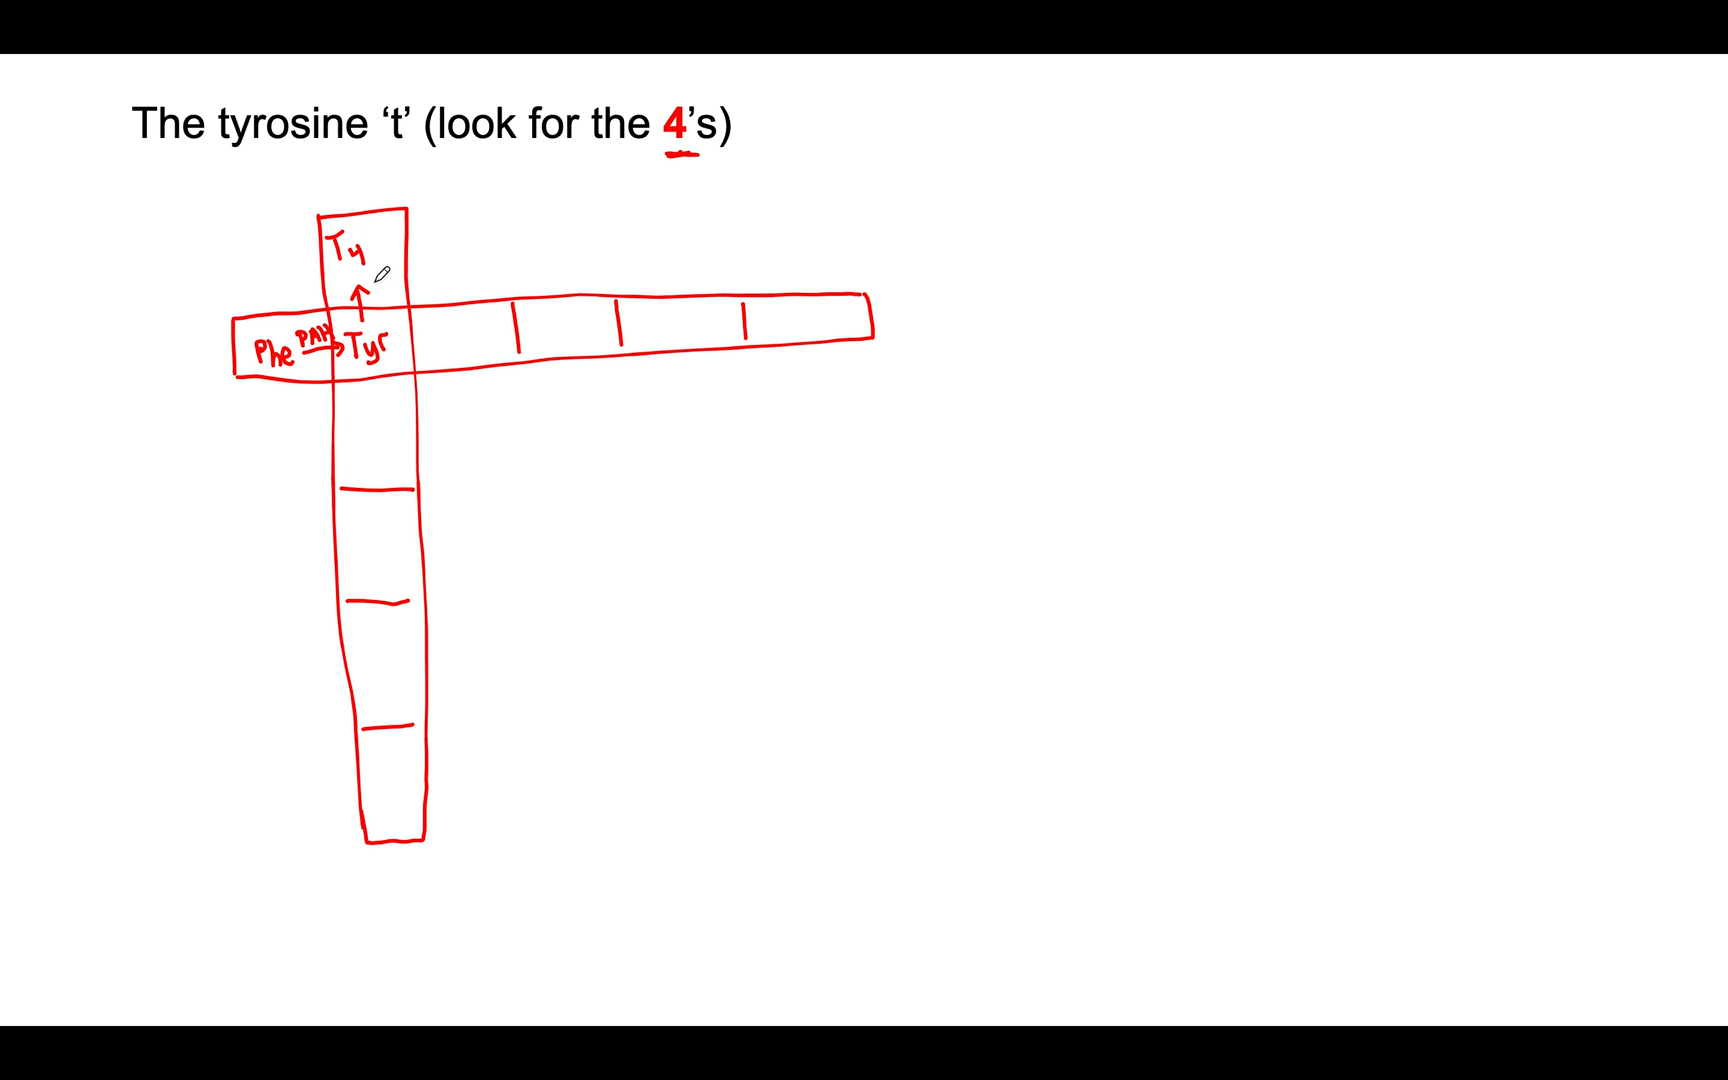 The tyrosine ‘t’ (look for the 4’s)
T4
Phe PAH Tyr